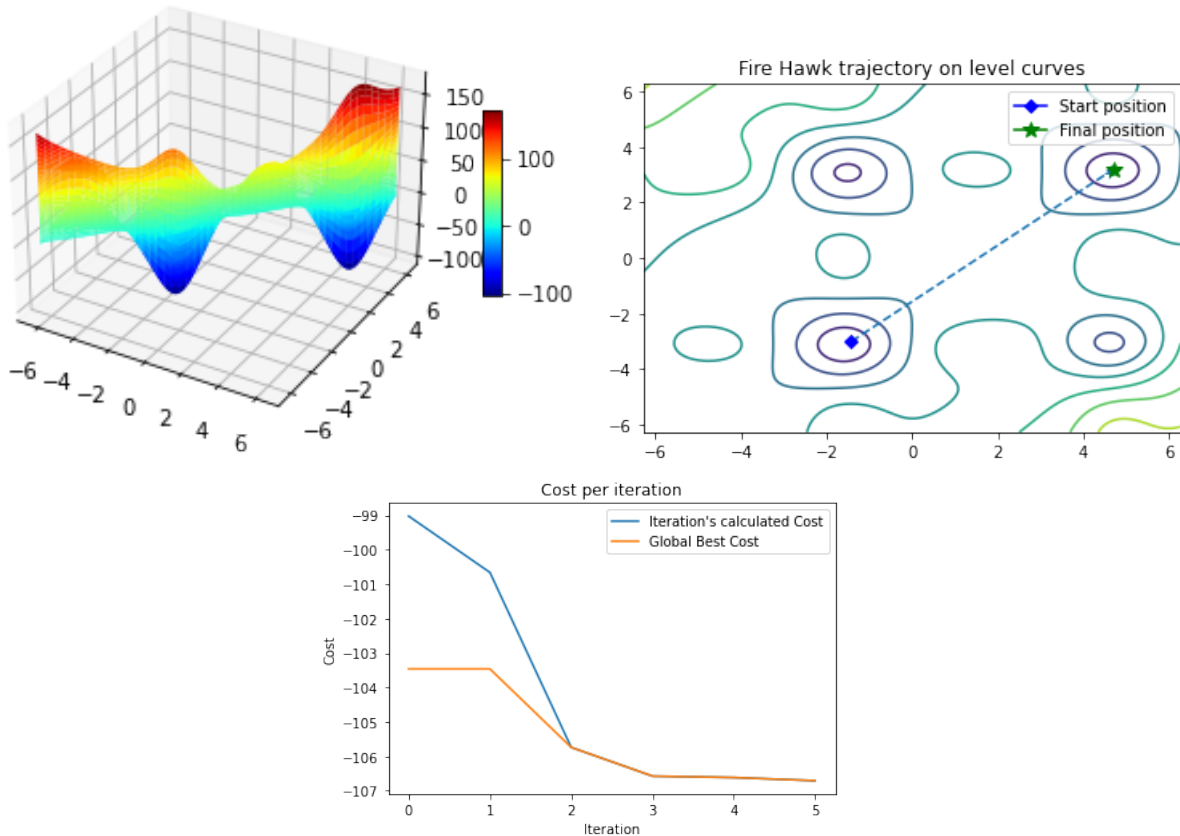 150
100
50
0
−50
−100
100
0
−100
−6 −4 −2 0 2 4 6
−6 −4 −2 0 2 4 6
Fire Hawk trajectory on level curves
Start position
Final position
6
4
2
0
−2
−4
−6
−6 −4 −2 0 2 4 6
Cost per iteration
Iteration's calculated Cost
Global Best Cost
Cost
−99
−100
−101
−102
−103
−104
−105
−106
−107
0 1 2 3 4 5
Iteration